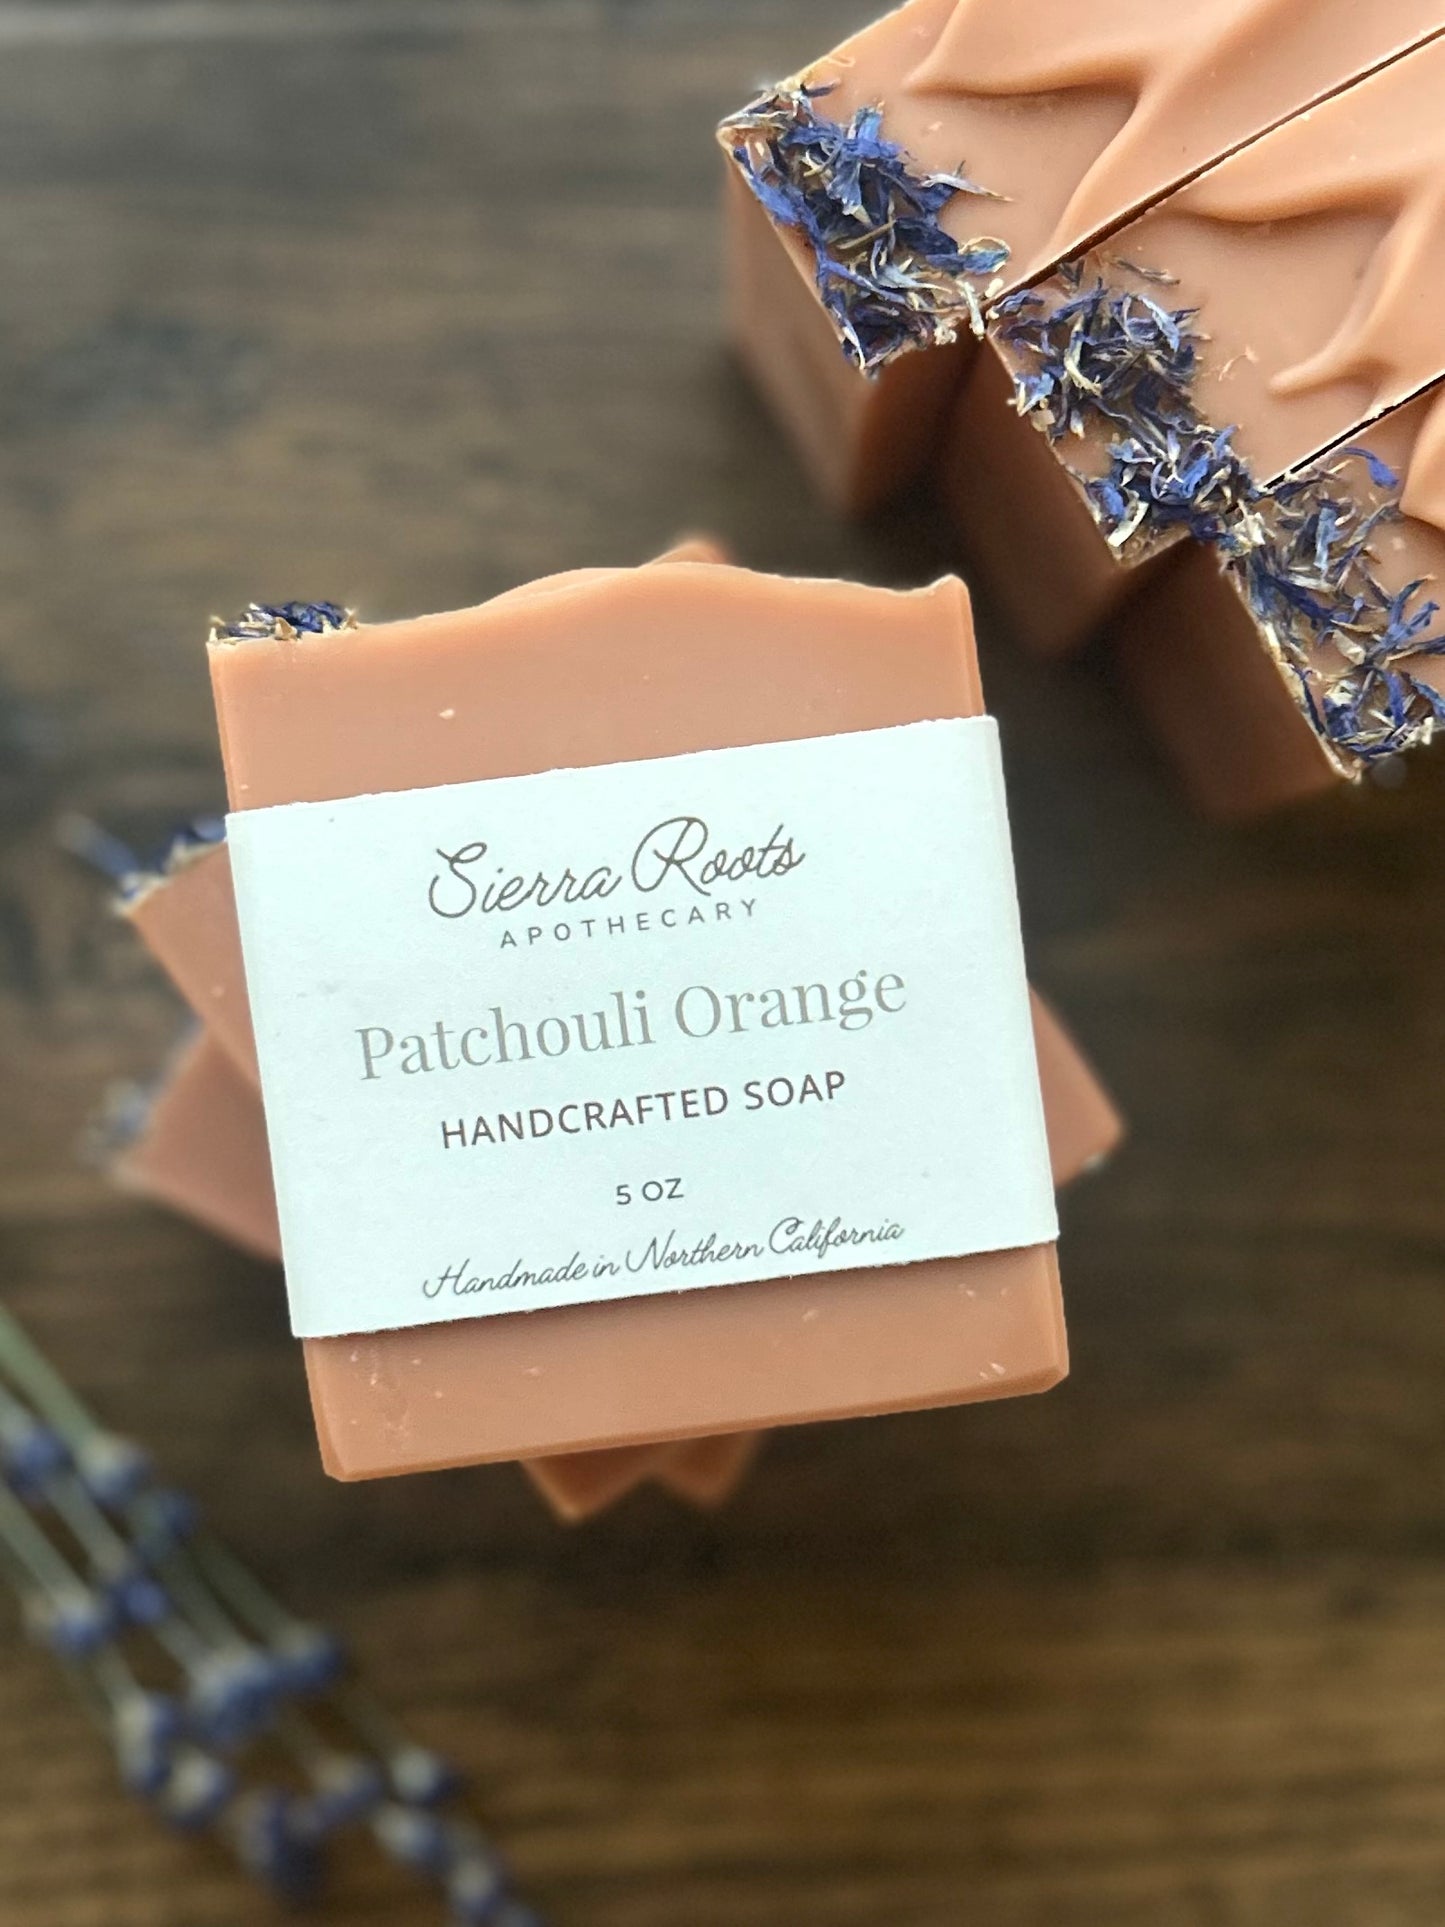 Sierra Roots
APOTHECARY
Patchouli Orange
HANDCRAFTED SOAP
5 OZ
Handmade in Northern California